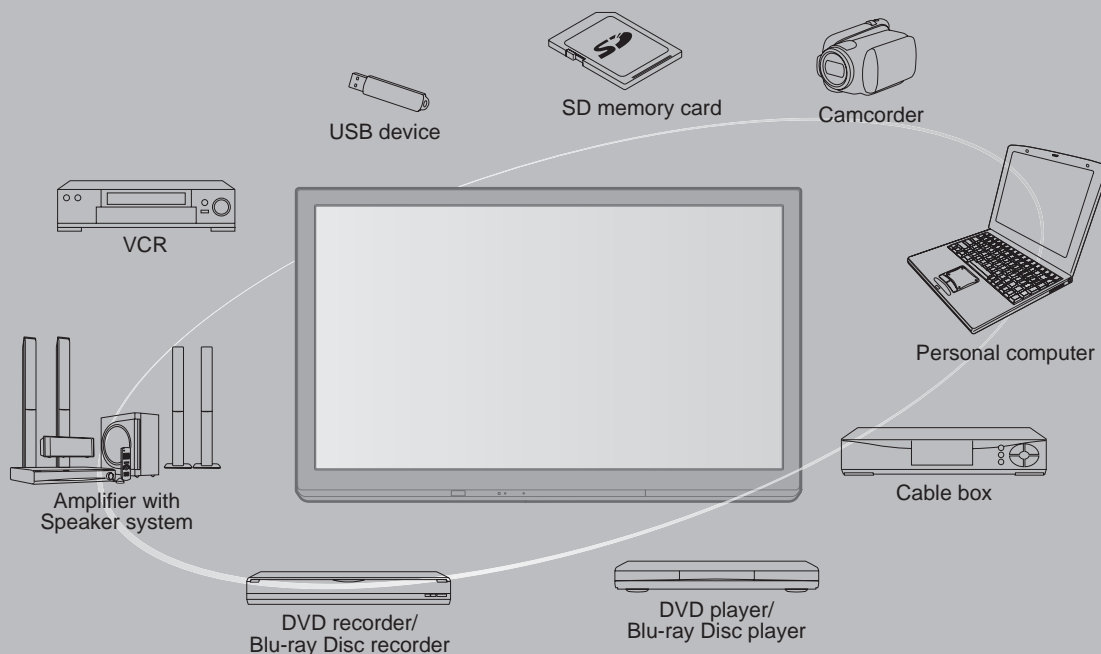 SD
SD memory card
Camcorder
USB device
VCR
Personal computer
Amplifier with
Speaker system
Cable box
DVD recorder/
Blu-ray Disc recorder
DVD player/
Blu-ray Disc player